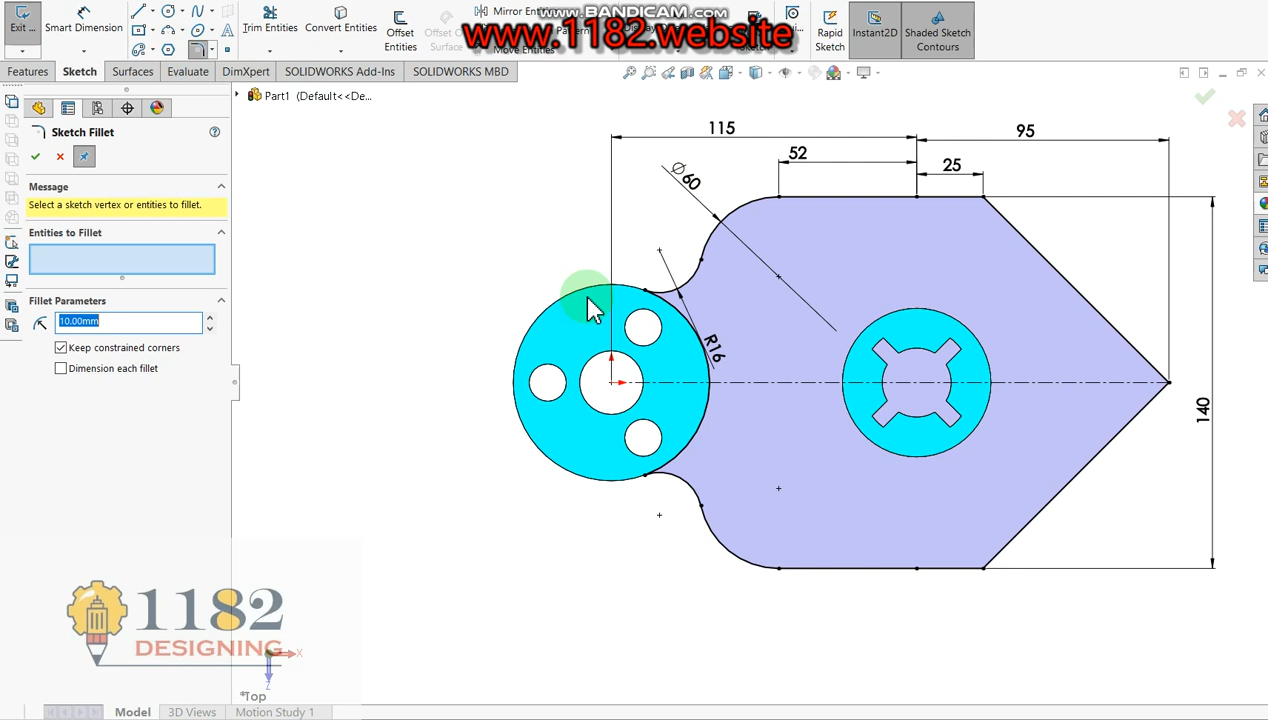 www.BANDICAM.com
www.1182.website
Exit ...
Smart Dimension
Trim Entities
Convert Entities
Offset Entities
Mirror Entities
Rapid Sketch
Instant2D
Shaded Sketch Contours
Features
Sketch
Surfaces
Evaluate
DimXpert
SOLIDWORKS Add-Ins
SOLIDWORKS MBD
Part1 (Default<<De...
Sketch Fillet
Message
Select a sketch vertex or entities to fillet.
Entities to Fillet
Fillet Parameters
10.00mm
Keep constrained corners
Dimension each fillet
115
95
52
25
Ø60
R16
140
1182
DESIGNING
X
Z
*Top
Model
3D Views
Motion Study 1